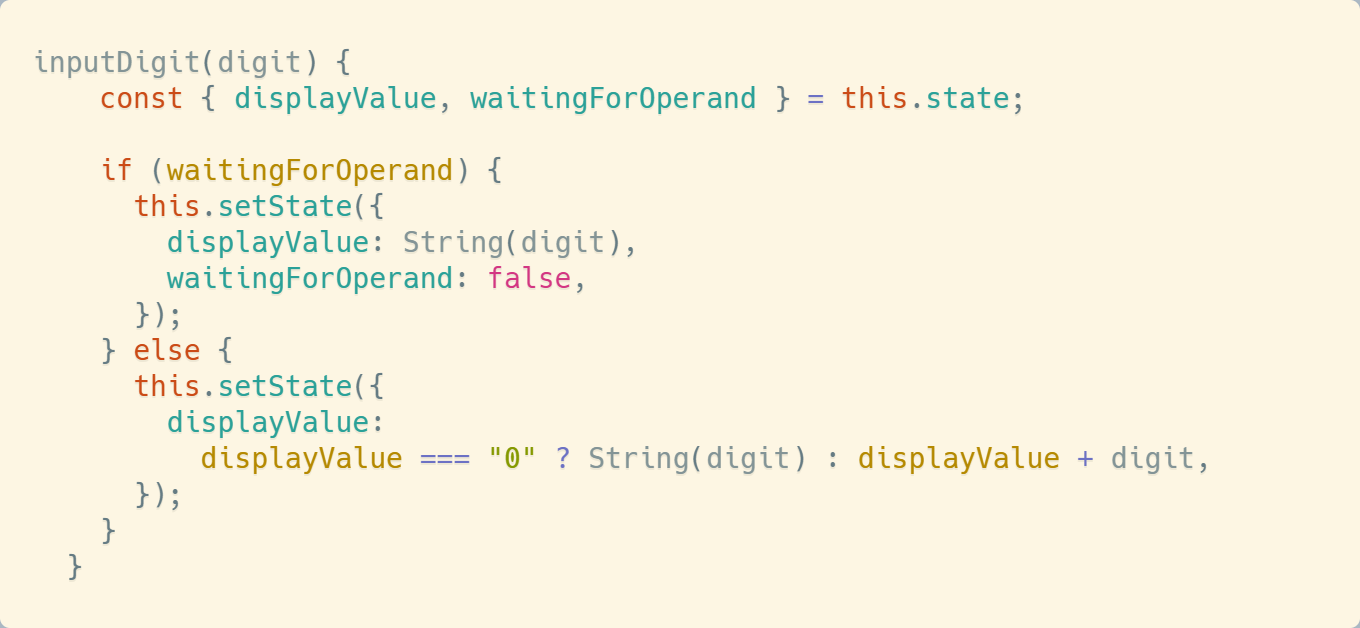 inputDigit(digit) {
    const { displayValue, waitingForOperand } = this.state;

    if (waitingForOperand) {
      this.setState({
        displayValue: String(digit),
        waitingForOperand: false,
      });
    } else {
      this.setState({
        displayValue:
          displayValue === "0" ? String(digit) : displayValue + digit,
      });
    }
  }